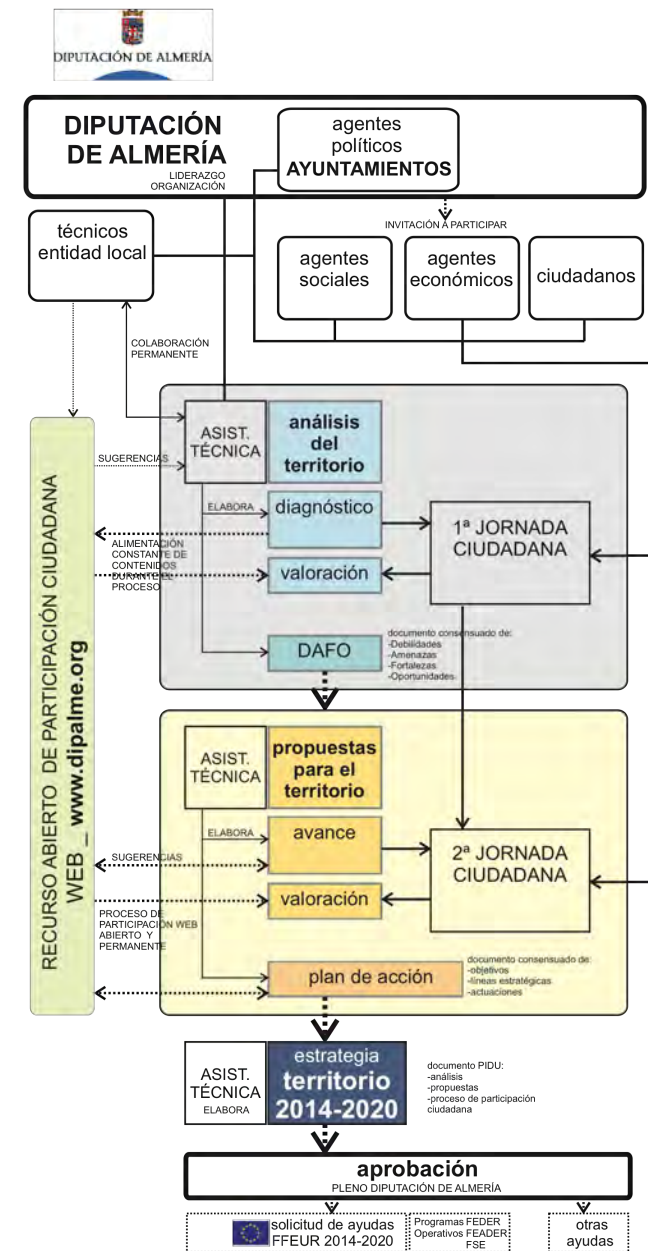 DIPUTACIÓN DE ALMERÍA
DIPUTACIÓN
DE ALMERÍA
LIDERAZGO
ORGANIZACIÓN
agentes
políticos
AYUNTAMIENTOS
INVITACIÓN A PARTICIPAR
técnicos
entidad local
agentes
sociales
agentes
económicos
ciudadanos
COLABORACIÓN
PERMANENTE
ASIST.
TÉCNICA
análisis
del
territorio
SUGERENCIAS
ELABORA
diagnóstico
1ª JORNADA
CIUDADANA
ALIMENTACIÓN
CONSTANTE DE
CONTENIDOS
DURANTE EL
PROCESO
valoración
DAFO
documento consensuado de:
-Debilidades
-Amenazas
-Fortalezas
-Oportunidades
RECURSO ABIERTO DE PARTICIPACIÓN CIUDADANA
WEB_ www.dipalme.org
ASIST.
TÉCNICA
propuestas
para el
territorio
ELABORA
avance
SUGERENCIAS
2ª JORNADA
CIUDADANA
valoración
PROCESO DE
PARTICIPACIÓN WEB
ABIERTO Y
PERMANENTE
plan de acción
documento consensuado de:
-objetivos
-líneas estratégicas
-actuaciones
ASIST.
TÉCNICA
ELABORA
estrategia
territorio
2014-2020
documento PIDU:
-análisis
-propuestas
-proceso de participación
ciudadana
aprobación
PLENO DIPUTACIÓN DE ALMERÍA
solicitud de ayudas
FFEUR 2014-2020
Programas FEDER
Operativos FEADER
FSE
otras
ayudas